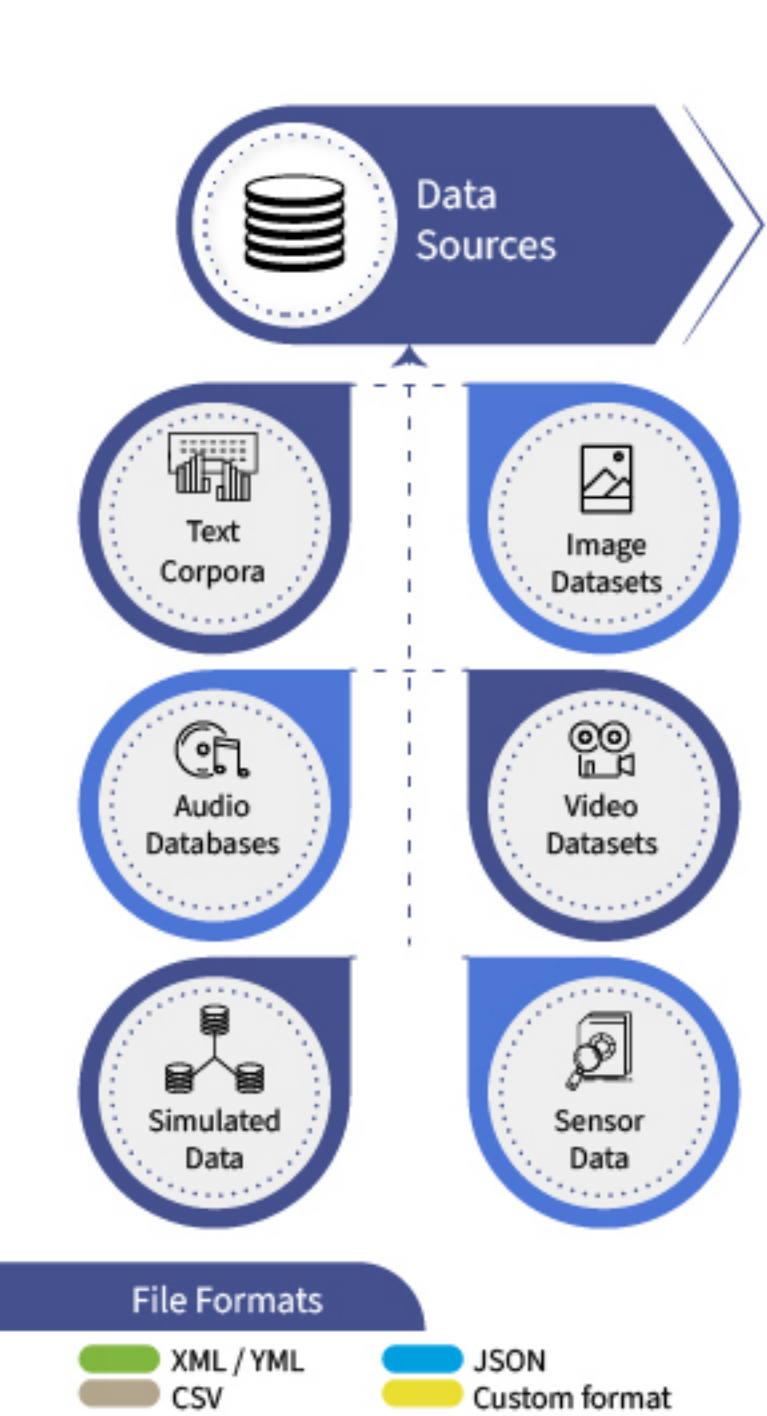 Data
Sources
Text
Corpora
Image
Datasets
Audio
Databases
Video
Datasets
Simulated
Data
Sensor
Data
File Formats
XML / YML
JSON
CSV
Custom format